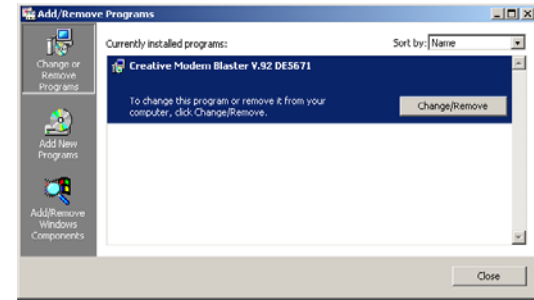 Add/Remove Programs
Change or
Remove
Programs
Add New
Programs
Add/Remove
Windows
Components
Currently installed programs:
Sort by: Name
Creative Modem Blaster V.92 DE5671
To change this program or remove it from your
computer, click Change/Remove.
Change/Remove
Close